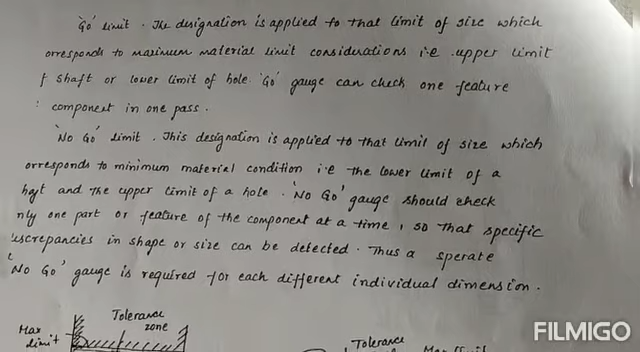 'Go' limit. The designation is applied to that limit of size which
orresponds to maximum material limit considerations i.e upper limit
f shaft or lower limit of hole 'Go' gauge can check one feature
component in one pass.
'No Go' limit. This designation is applied to that limit of size which
orresponds to minimum material condition i.e the lower limit of a
and the upper limit of a hole. 'No Go' gauge should check
nly one part or feature of the component at a time, so that specific
iscrepancies in shape or size can be detected. Thus a sperate
'No Go' gauge is required for each different individual dimension.
Tolerance
zone
Max
limit
Tolerance
Max limit
FILMIGO